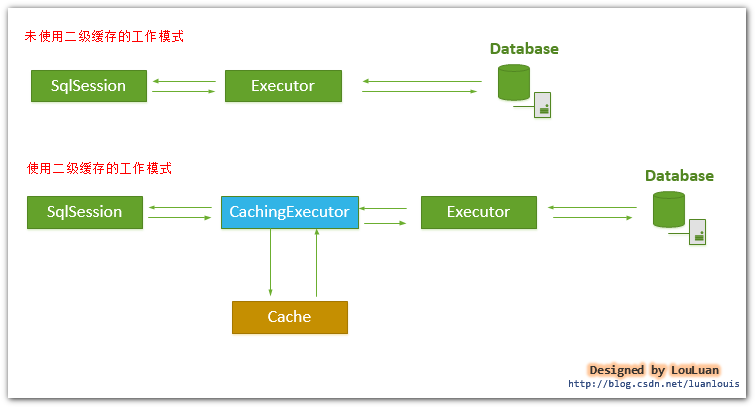 未使用二级缓存的工作模式
Database
SqlSession
Executor
使用二级缓存的工作模式
Database
SqlSession
CachingExecutor
Executor
Cache
Designed by LouLuan
http://blog.csdn.net/luanlouis